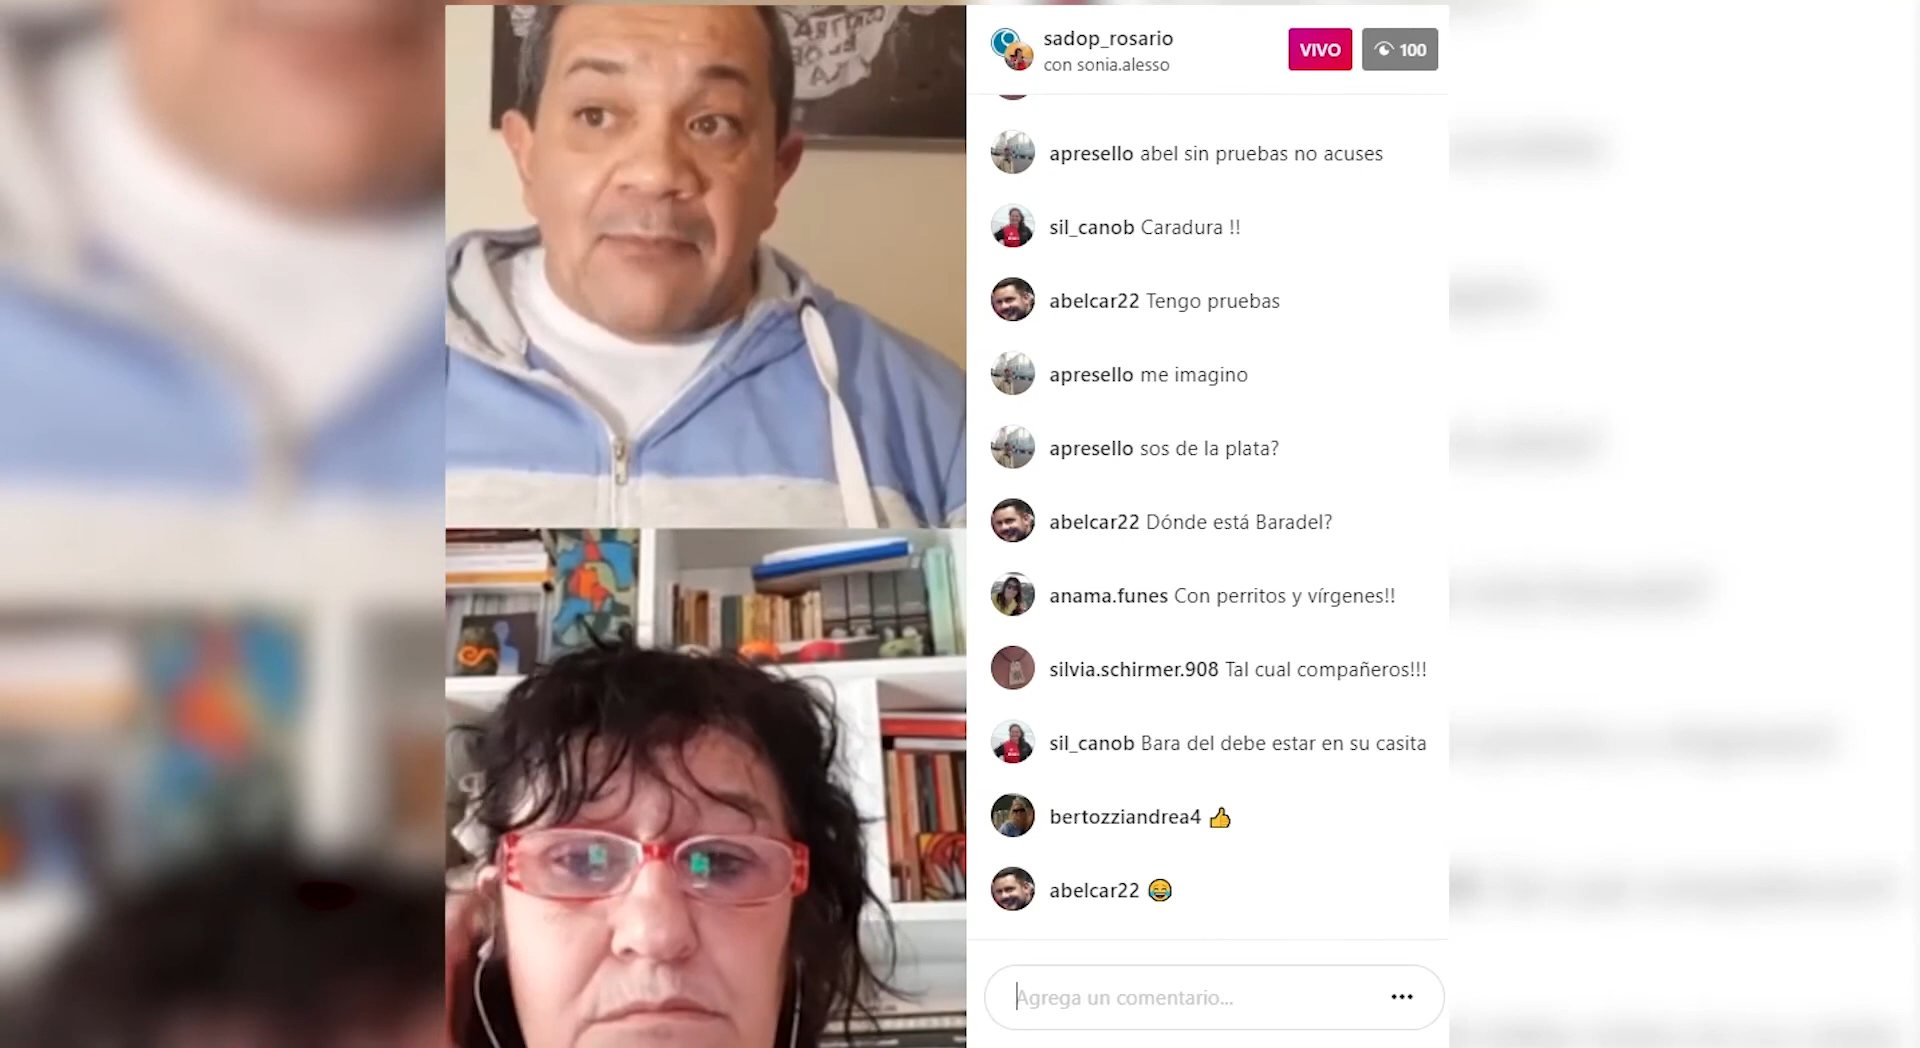 sadop_rosario
con sonia.alesso
VIVO
100
apresello abel sin pruebas no acuses
sil_canob Caradura !!
abelcar22 Tengo pruebas
apresello me imagino
apresello sos de la plata?
abelcar22 Dónde está Baradel?
anama.funes Con perritos y vírgenes!!
silvia.schirmer.908 Tal cual compañeros!!!
sil_canob Bara del debe estar en su casita
bertozziandrea4 👍
abelcar22 😂
Agrega un comentario...